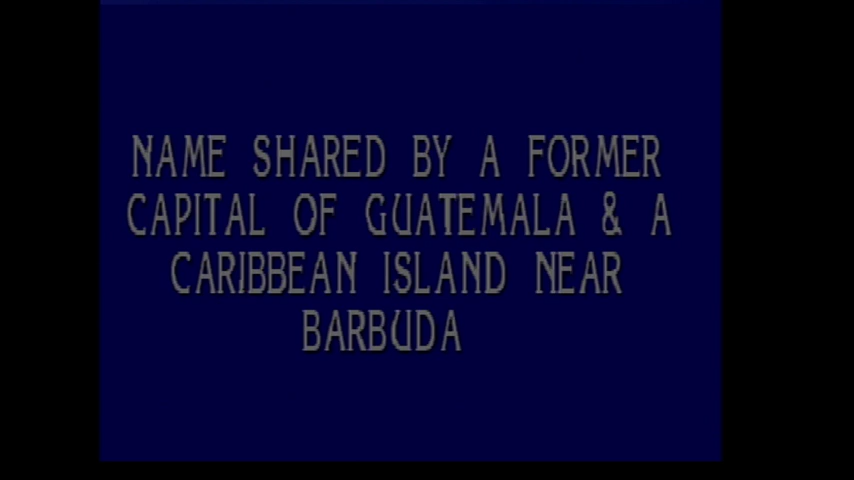 NAME SHARED BY A FORMER
CAPITAL OF GUATEMALA & A
CARIBBEAN ISLAND NEAR
BARBUDA